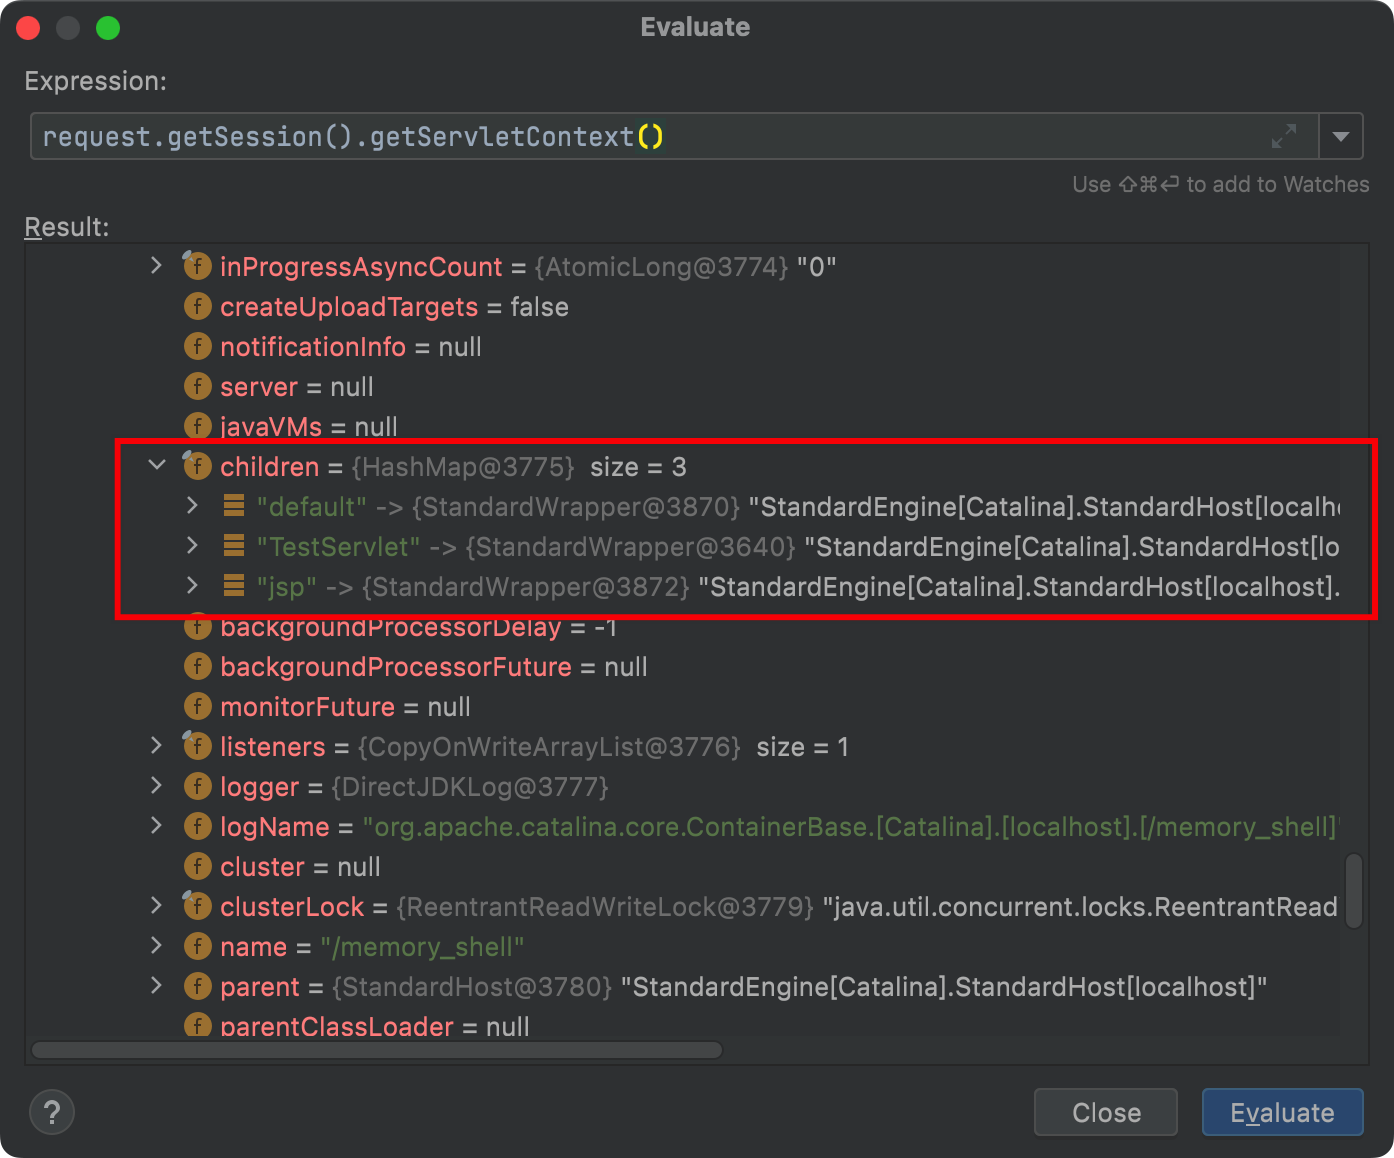 Evaluate
Expression:
request.getSession().getServletContext()
Use ⇧⌘⏎ to add to Watches
Result:
f inProgressAsyncCount = {AtomicLong@3774} "0"
f createUploadTargets = false
f notificationInfo = null
f server = null
f javaVMs = null
f children = {HashMap@3775} size = 3
"default" -> {StandardWrapper@3870} "StandardEngine[Catalina].StandardHost[localh
"TestServlet" -> {StandardWrapper@3640} "StandardEngine[Catalina].StandardHost[lo
"jsp" -> {StandardWrapper@3872} "StandardEngine[Catalina].StandardHost[localhost].
f backgroundProcessorDelay = -1
f backgroundProcessorFuture = null
f monitorFuture = null
f listeners = {CopyOnWriteArrayList@3776} size = 1
f logger = {DirectJDKLog@3777}
f logName = "org.apache.catalina.core.ContainerBase.[Catalina].[localhost].[/memory_shell]"
f cluster = null
f clusterLock = {ReentrantReadWriteLock@3779} "java.util.concurrent.locks.ReentrantRead
f name = "/memory_shell"
f parent = {StandardHost@3780} "StandardEngine[Catalina].StandardHost[localhost]"
f parentClassLoader = null
?
Close
Evaluate